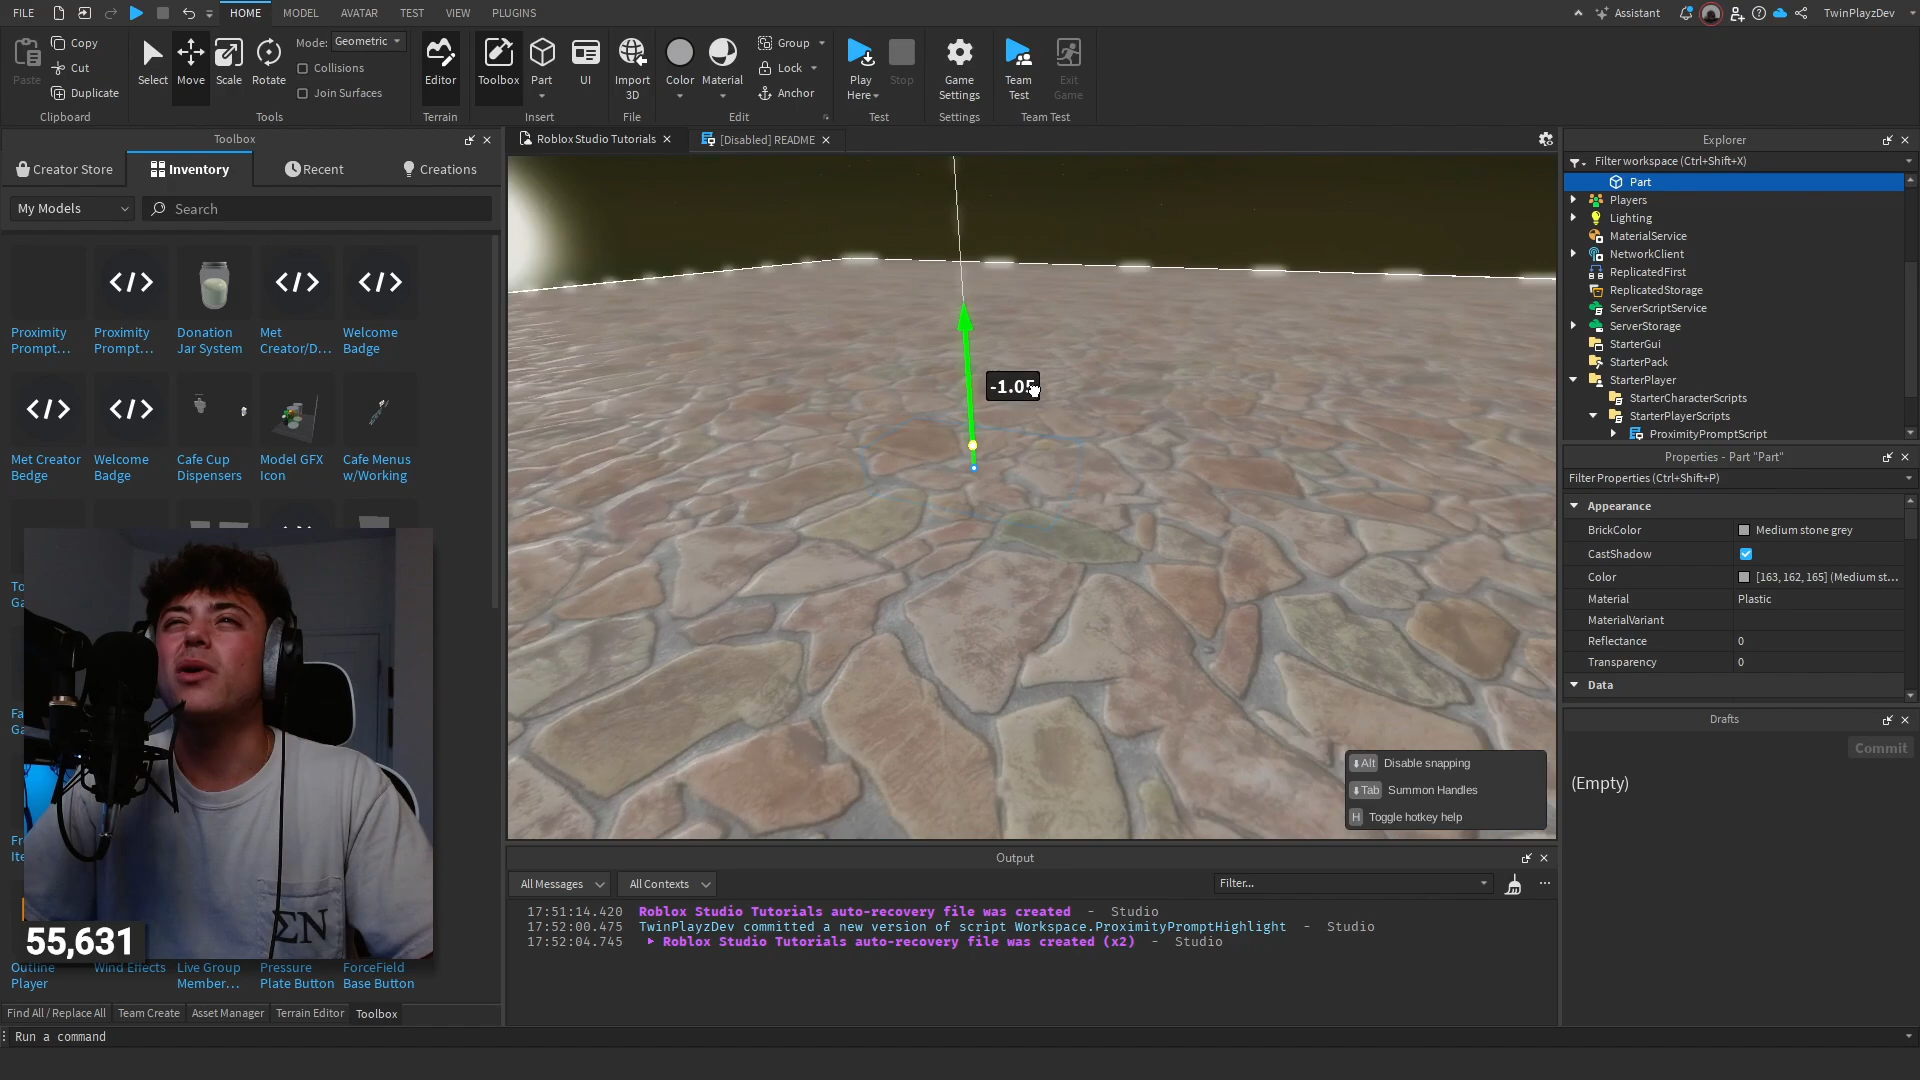 FILE HOME MODEL AVATAR TEST VIEW PLUGINS Assistant TwinPlayzDev
Paste
Copy
Cut
Duplicate
Clipboard
Select Move Scale Rotate
Mode: Geometric
Collisions
Join Surfaces
Tools
Editor
Terrain
Toolbox Part UI
Insert
Import
3D
File
Color Material
Group
Lock
Anchor
Edit
Play
Here
Stop
Test
Game
Settings
Settings
Team
Test
Exit
Game
Team Test
Toolbox
Creator Store Inventory Recent Creations
My Models Search
Proximity
Prompt...
Proximity
Prompt...
Donation
Jar System
Met
Creator/D...
Welcome
Badge
Met Creator
Bedge
Welcome
Badge
Cafe Cup
Dispensers
Model GFX
Icon
Cafe Menus
w/Working
To
Ga
Fa
Ga
Fr
Ite
ΣN
55,631
Outline
Player
Wind Effects
Live Group
Member...
Pressure
Plate Button
ForceField
Base Button
Find All / Replace All Team Create Asset Manager Terrain Editor Toolbox
Run a command
Roblox Studio Tutorials [Disabled] README
-1.05
Alt Disable snapping
Tab Summon Handles
H Toggle hotkey help
Output
All Messages All Contexts Filter...
17:51:14.420 Roblox Studio Tutorials auto-recovery file was created - Studio
17:52:00.475 TwinPlayzDev committed a new version of script Workspace.ProximityPromptHighlight - Studio
17:52:04.745 Roblox Studio Tutorials auto-recovery file was created (x2) - Studio
Explorer
Filter workspace (Ctrl+Shift+X)
Part
Players
Lighting
MaterialService
NetworkClient
ReplicatedFirst
ReplicatedStorage
ServerScriptService
ServerStorage
StarterGui
StarterPack
StarterPlayer
StarterCharacterScripts
StarterPlayerScripts
ProximityPromptScript
Properties - Part "Part"
Filter Properties (Ctrl+Shift+P)
Appearance
BrickColor Medium stone grey
CastShadow
Color [163, 162, 165] (Medium st...
Material Plastic
MaterialVariant
Reflectance 0
Transparency 0
Data
Drafts
Commit
(Empty)